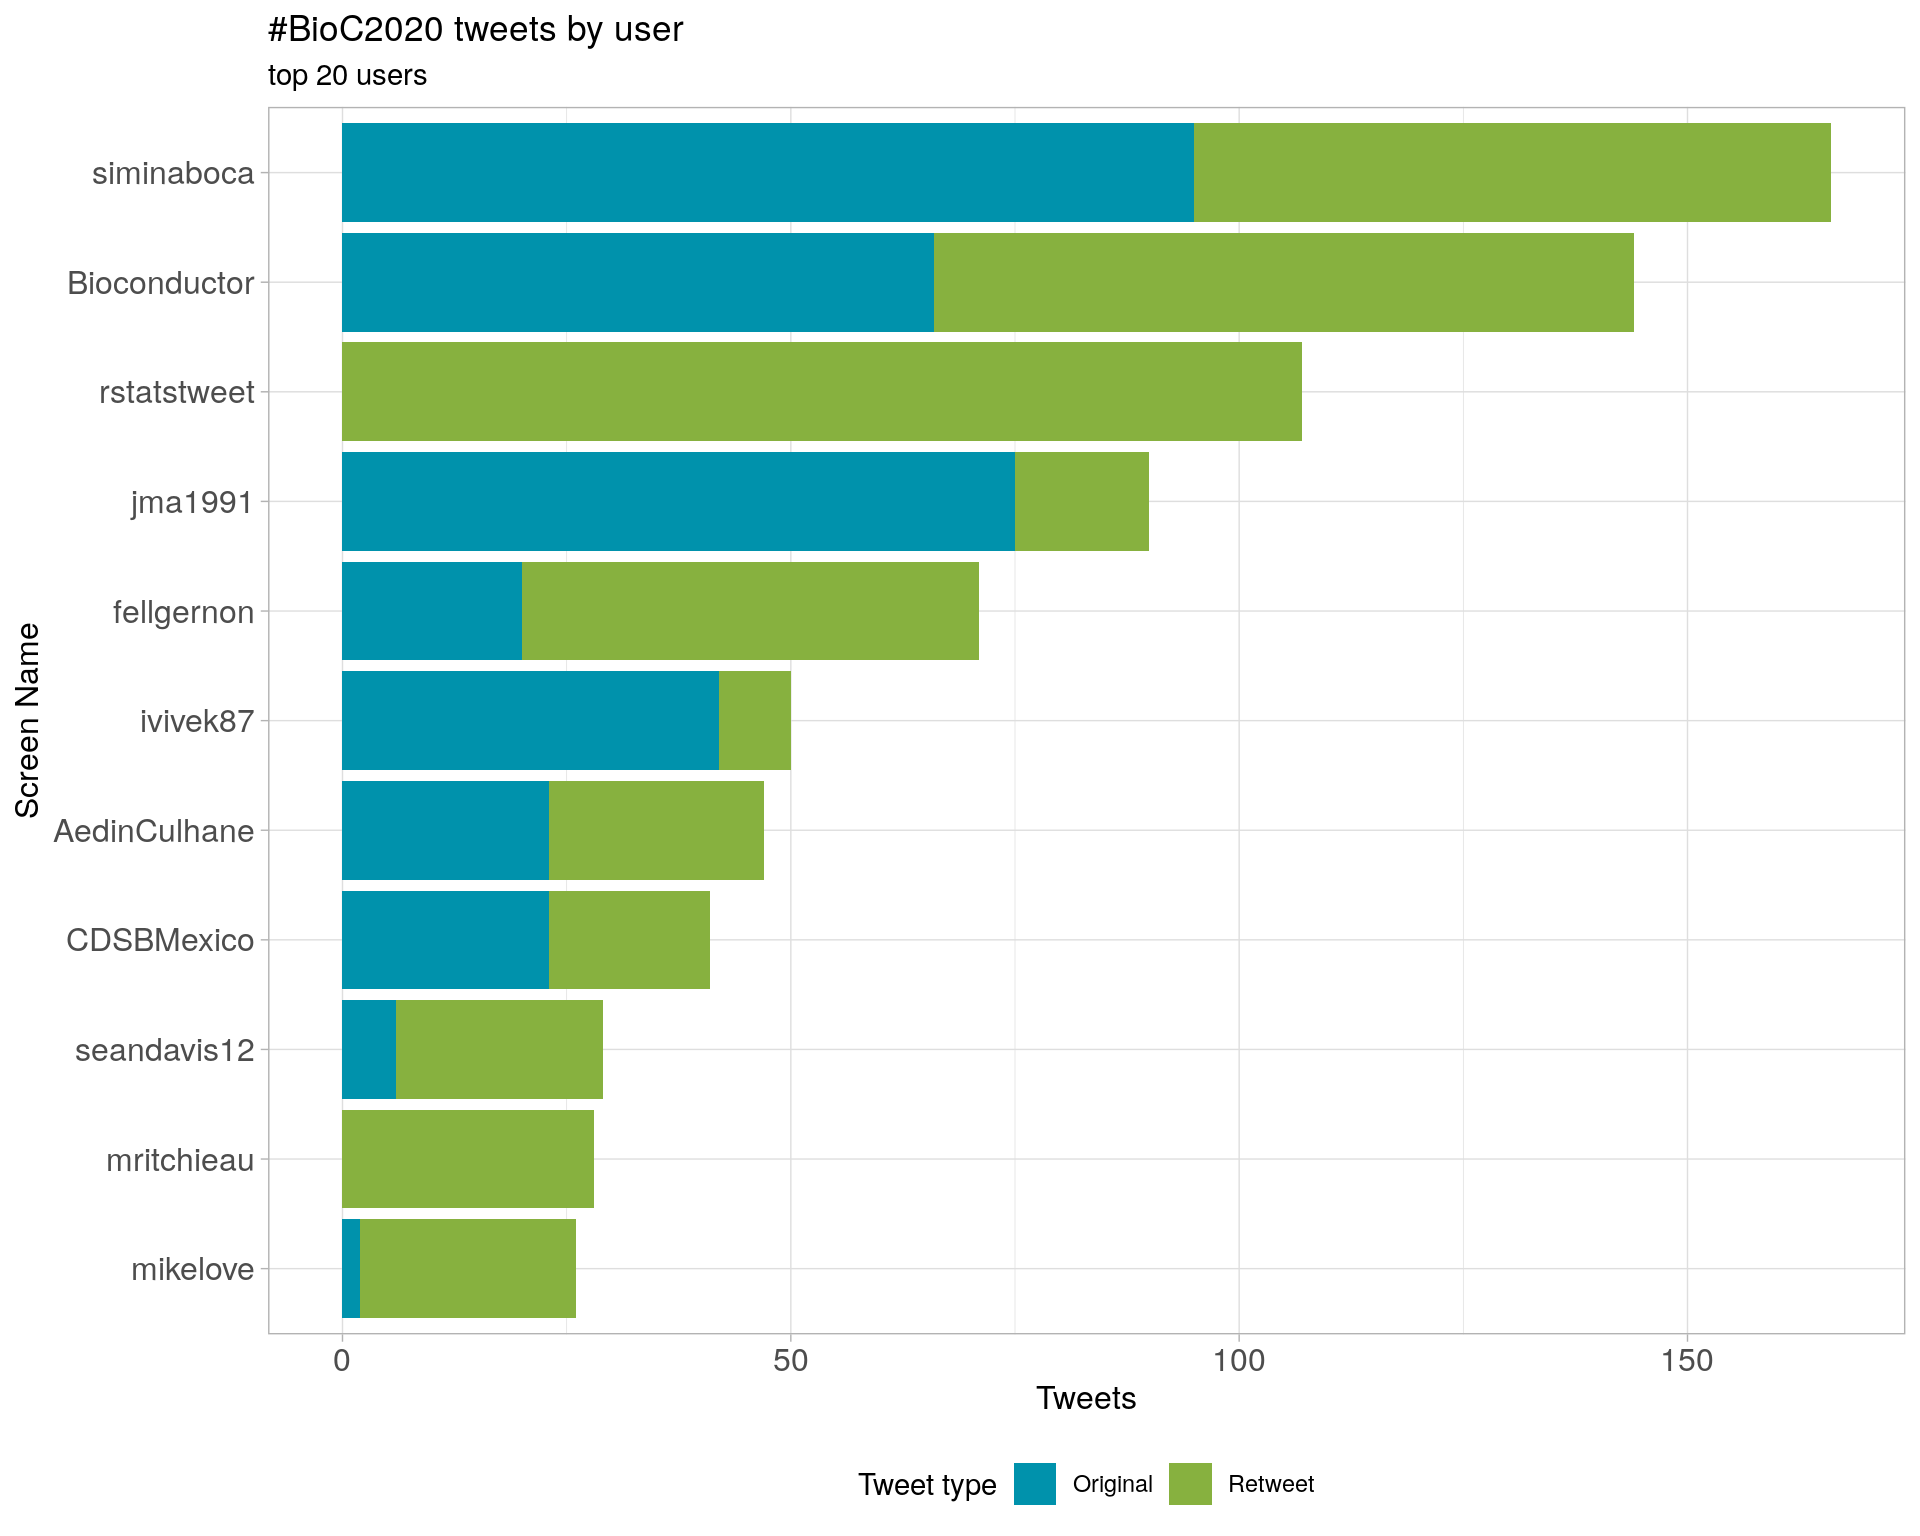 #BioC2020 tweets by user
top 20 users
Screen Name
siminaboca
Bioconductor
rstatstweet
jma1991
fellgernon
ivivek87
AedinCulhane
CDSBMexico
seandavis12
mritchieau
mikelove
0 50 100 150
Tweets
Tweet type Original Retweet